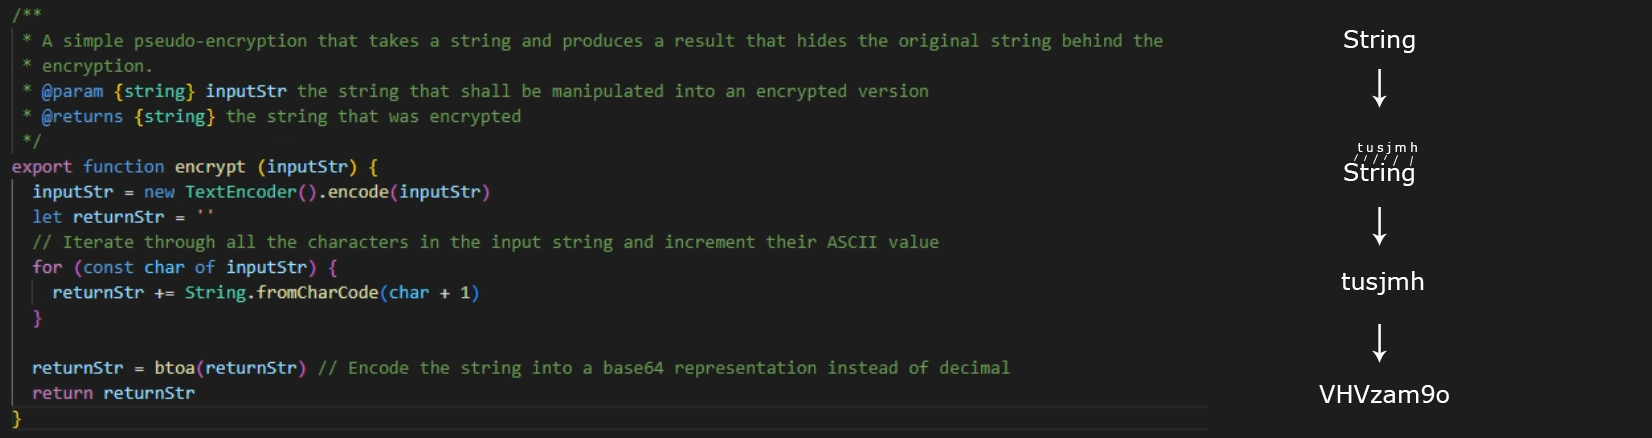 /**
 * A simple pseudo-encryption that takes a string and produces a result that hides the original string behind the
 * encryption.
 * @param {string} inputStr the string that shall be manipulated into an encrypted version
 * @returns {string} the string that was encrypted
 */
export function encrypt (inputStr) {
  inputStr = new TextEncoder().encode(inputStr)
  let returnStr = ''
  // Iterate through all the characters in the input string and increment their ASCII value
  for (const char of inputStr) {
    returnStr += String.fromCharCode(char + 1)
  }

  returnStr = btoa(returnStr) // Encode the string into a base64 representation instead of decimal
  return returnStr
}
String
t u s j m h
String
tusjmh
VHVzam9o